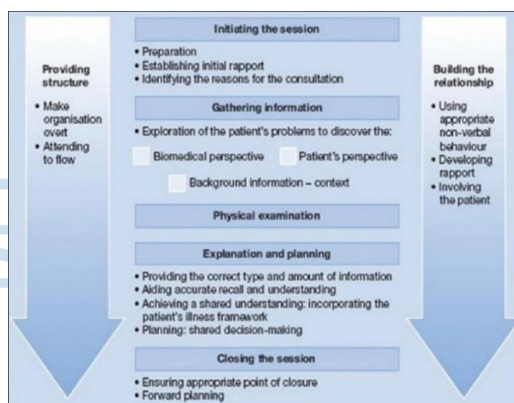 Initiating the session
• Preparation
• Establishing initial rapport
• Identifying the reasons for the consultation
Providing
structure
• Make
organisation
overt
• Attending
to flow
Gathering information
• Exploration of the patient's problems to discover the:
Biomedical perspective
Patient's perspective
Background information – context
Physical examination
Explanation and planning
• Providing the correct type and amount of information
• Aiding accurate recall and understanding
• Achieving a shared understanding: incorporating the
patient's illness framework
• Planning: shared decision-making
Closing the session
• Ensuring appropriate point of closure
• Forward planning
Building the
relationship
• Using
appropriate
non-verbal
behaviour
• Developing
rapport
• Involving
the patient